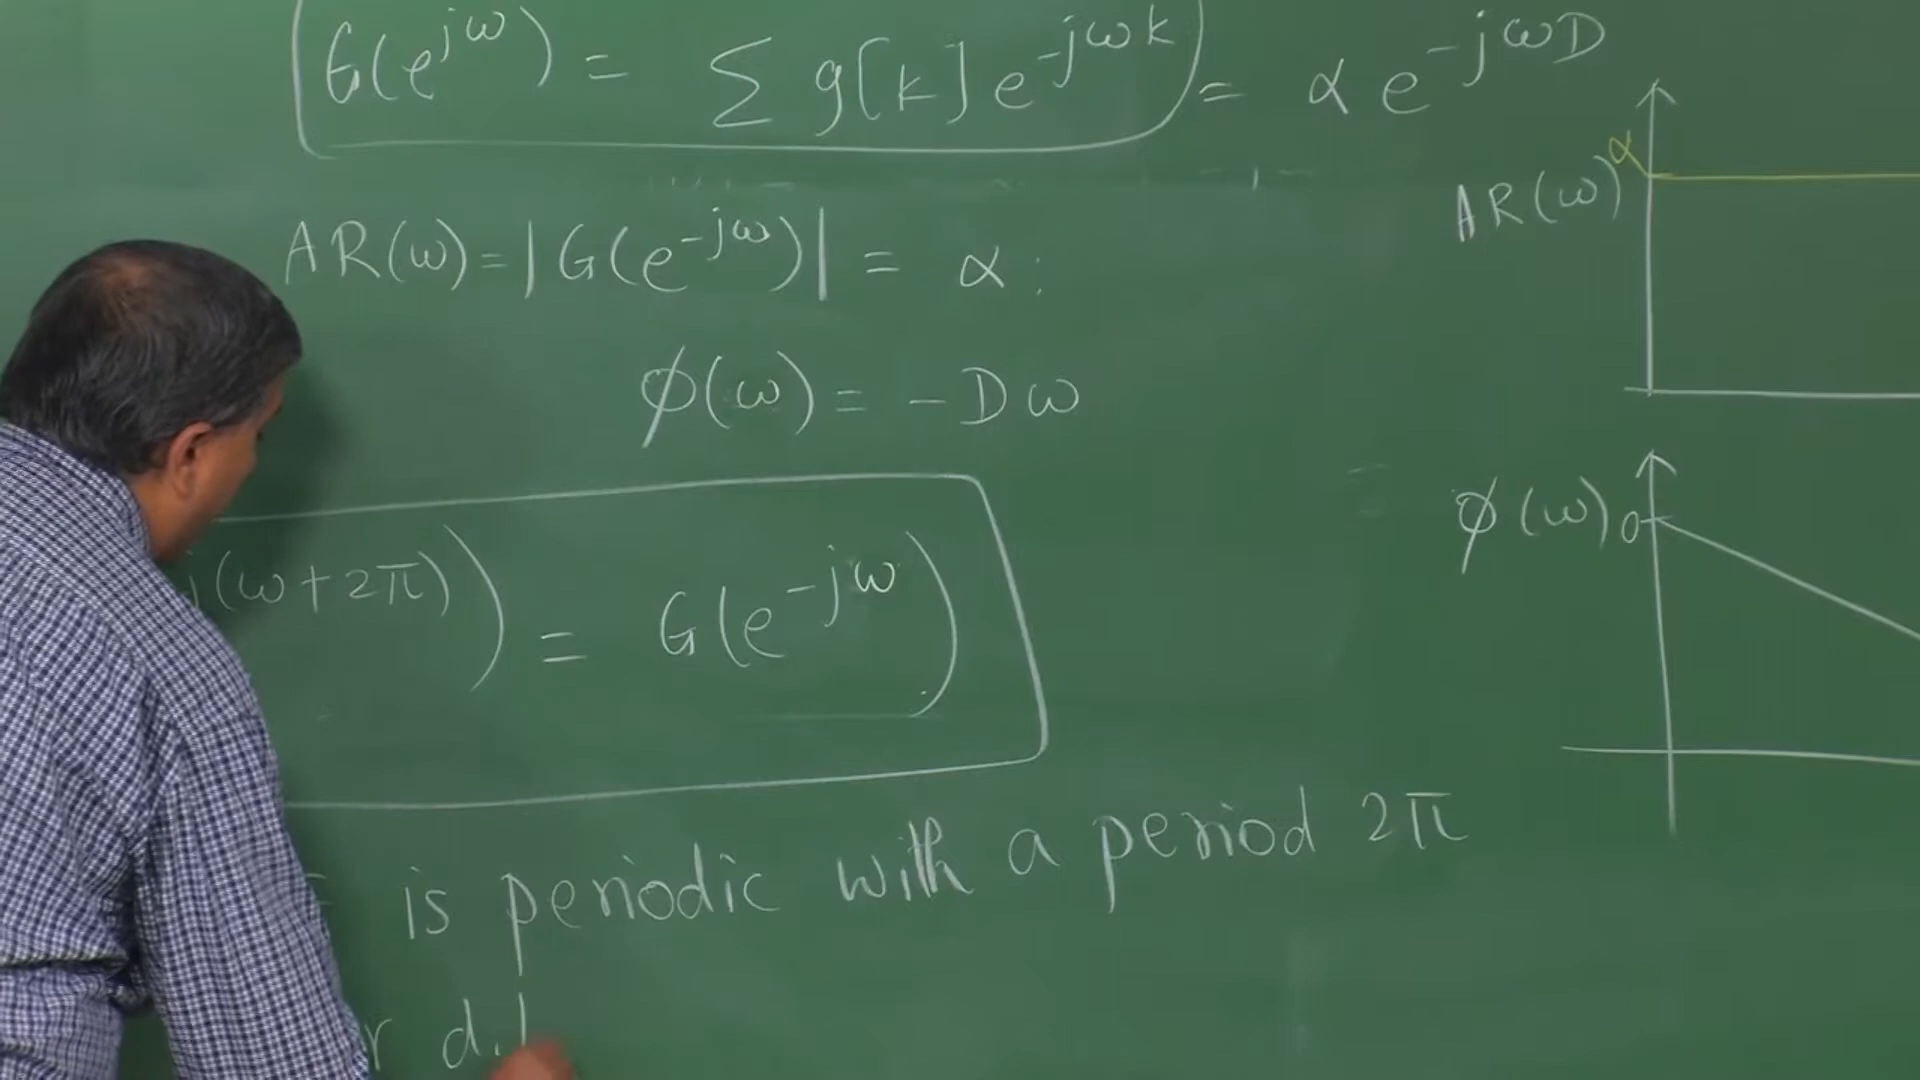 G(e^{jω}) = Σ g[k] e^{-jωk} = α e^{-jωD}
AR(ω) = |G(e^{-jω})| = α
φ(ω) = -Dω
(ω+2π)) = G(e^{-jω})
is periodic with a period 2π
α
AR(ω)
φ(ω) 0